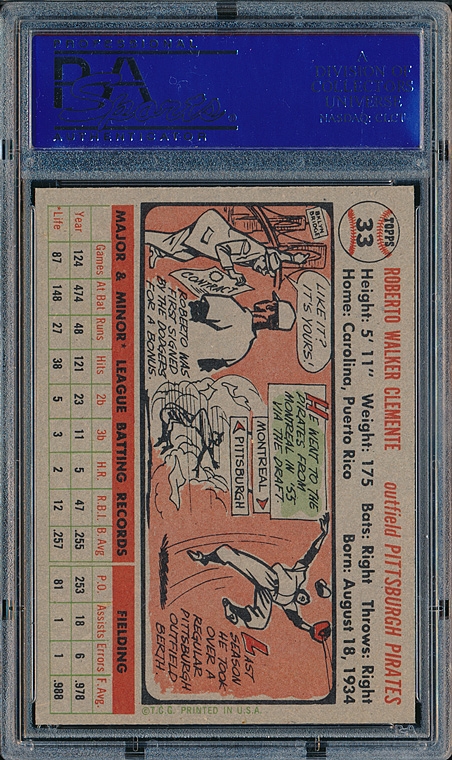 PROFESSIONAL
PSA
Sports
AUTHENTICATOR
A
DIVISION OF
COLLECTORS
UNIVERSE
NASDAQ: CLCT
TOPPS
33
ROBERTO WALKER CLEMENTE outfield PITTSBURGH PIRATES
Height: 5' 11" Weight: 175 Bats: Right Throws: Right
Home: Carolina, Puerto Rico Born: August 18, 1934
BROOKLYN BRIDGE
LIKE IT?
IT'S YOURS!
CONTRACT
ROBERTO WAS
FIRST SIGNED
BY THE DODGERS
FOR A BONUS
HE WENT TO THE
PIRATES FROM
MONTREAL IN '55
VIA THE DRAFT!
MONTREAL
PITTSBURGH
LAST
SEASON HE TOOK
OVER A
REGULAR
PITTSBURGH
OUTFIELD
BERTH
MAJOR & MINOR* LEAGUE BATTING RECORDS FIELDING
Games At Bat Runs Hits 2b 3b H.R. R.B.I. B. Avg P.O. Assists Errors F. Avg.
Year 124 474 48 121 23 11 5 47 .255 253 18 6 .978
*Life 87 148 27 38 5 3 2 12 .257 81 1 1 .988
© T.C.G. PRINTED IN U.S.A.